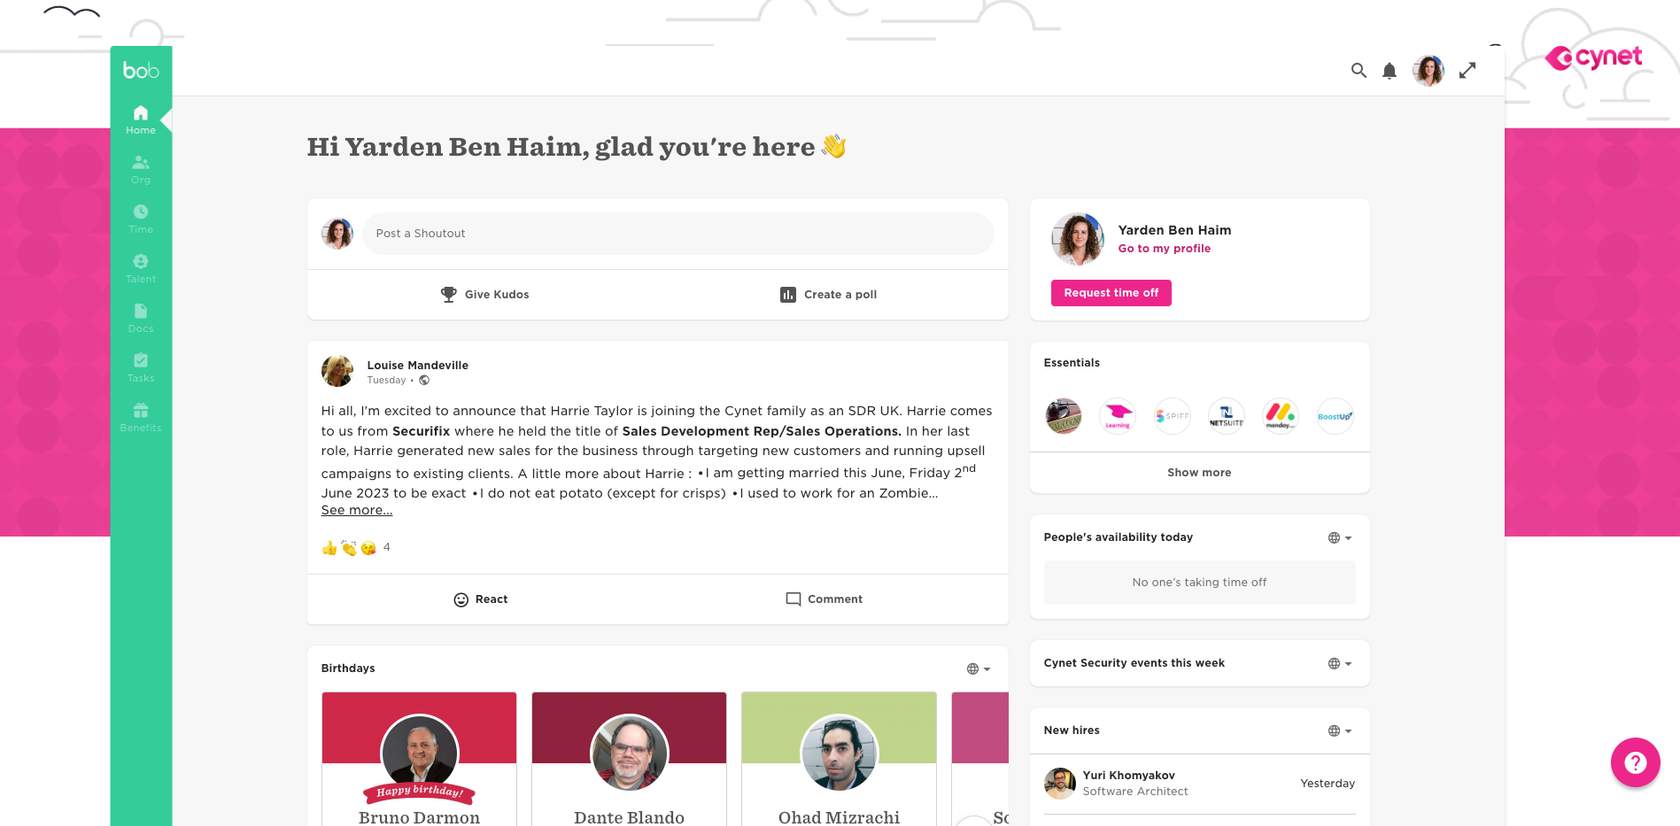 bob
cynet
Home
Org
Time
Talent
Docs
Tasks
Benefits
Hi Yarden Ben Haim, glad you're here
Post a Shoutout
Give Kudos
Create a poll
Louise Mandeville
Tuesday •
Hi all, I'm excited to announce that Harrie Taylor is joining the Cynet family as an SDR UK. Harrie comes
to us from Securifix where he held the title of Sales Development Rep/Sales Operations. In her last
role, Harrie generated new sales for the business through targeting new customers and running upsell
campaigns to existing clients. A little more about Harrie : •I am getting married this June, Friday 2nd
June 2023 to be exact •I do not eat potato (except for crisps) •I used to work for an Zombie...
See more...
4
React
Comment
Birthdays
Happy birthday!
Bruno Darmon
Dante Blando
Ohad Mizrachi
Yarden Ben Haim
Go to my profile
Request time off
Essentials
Learning
SPIFF
NETSUITE
monday...
BoostUp
Show more
People's availability today
No one's taking time off
Cynet Security events this week
New hires
Yuri Khomyakov
Software Architect
Yesterday